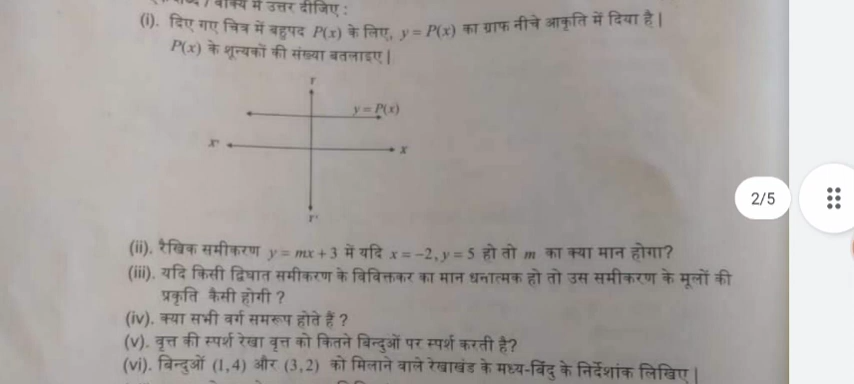 वाक्य में उत्तर दीजिए :
(i). दिए गए चित्र में बहुपद P(x) के लिए, y = P(x) का ग्राफ नीचे आकृति में दिया है |
P(x) के शून्यकों की संख्या बतलाइए |
Y
y = P(x)
X' X
Y'
2/5
(ii). रैखिक समीकरण y = mx + 3 में यदि x = -2, y = 5 हो तो m का क्या मान होगा?
(iii). यदि किसी द्विघात समीकरण के विविक्तकर का मान धनात्मक हो तो उस समीकरण के मूलों की
प्रकृति कैसी होगी ?
(iv). क्या सभी वर्ग समरूप होते हैं ?
(v). वृत्त की स्पर्श रेखा वृत्त को कितने बिन्दुओं पर स्पर्श करती है?
(vi). बिन्दुओं (1, 4) और (3, 2) को मिलाने वाले रेखाखंड के मध्य-बिंदु के निर्देशांक लिखिए |